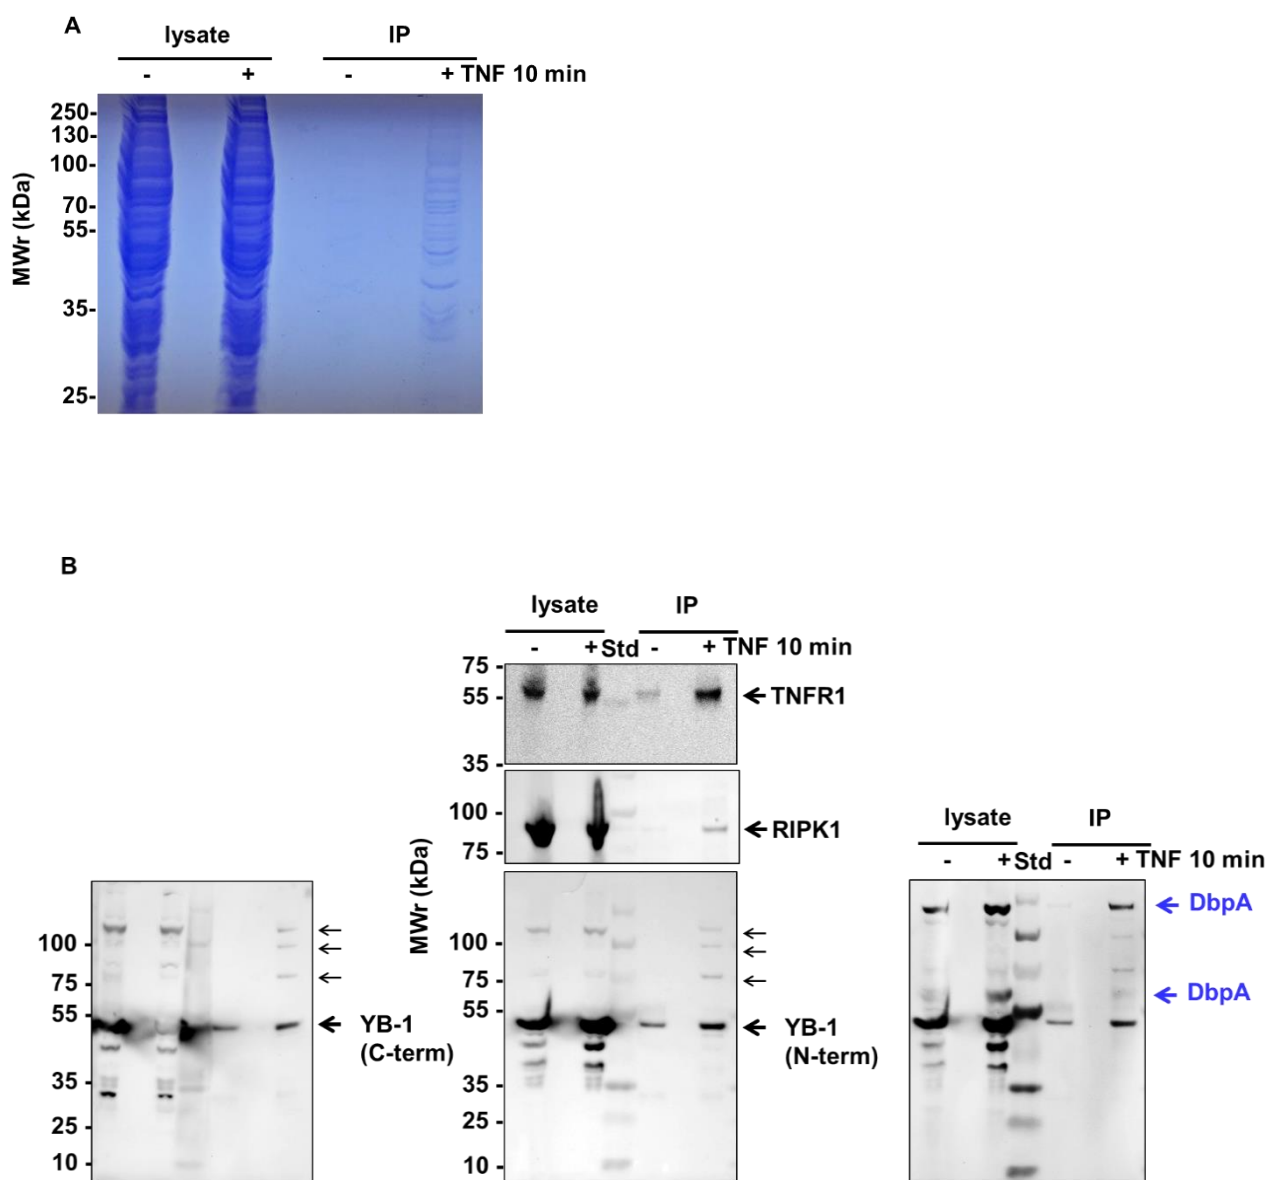 A
lysate IP
- + - + TNF 10 min
250-
130-
100-
70-
55-
35-
25-
MWr (kDa)
B
lysate IP
- + Std - + TNF 10 min
75 -
55 -
35 -
TNFR1
100 -
75 -
RIPK1
MWr (kDa)
100 -
75 -
55 -
35 -
25 -
10 -
YB-1
(C-term)
100 -
75 -
55 -
35 -
25 -
10 -
YB-1
(N-term)
lysate IP
- + Std - + TNF 10 min
DbpA
DbpA